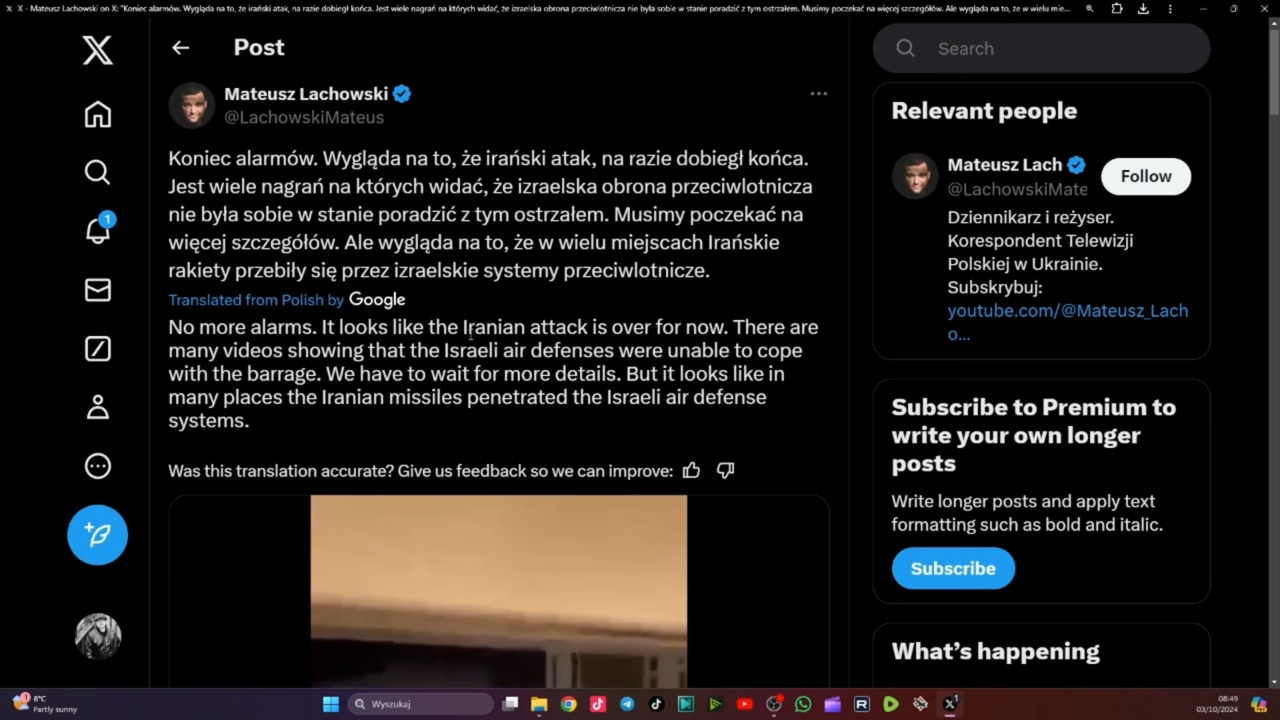 X - Mateusz Lachowski on X: "Koniec alarmów. Wygląda na to, że irański atak, na razie dobiegł końca. Jest wiele nagrań na których widać, że izraelska obrona przeciwlotnicza nie była sobie w stanie poradzić z tym ostrzałem. Musimy poczekać na więcej szczegółów. Ale wygląda na to, że w wielu mie...
Post
Mateusz Lachowski
@LachowskiMateus
Koniec alarmów. Wygląda na to, że irański atak, na razie dobiegł końca.
Jest wiele nagrań na których widać, że izraelska obrona przeciwlotnicza
nie była sobie w stanie poradzić z tym ostrzałem. Musimy poczekać na
więcej szczegółów. Ale wygląda na to, że w wielu miejscach Irańskie
rakiety przebiły się przez izraelskie systemy przeciwlotnicze.
Translated from Polish by Google
No more alarms. It looks like the Iranian attack is over for now. There are
many videos showing that the Israeli air defenses were unable to cope
with the barrage. We have to wait for more details. But it looks like in
many places the Iranian missiles penetrated the Israeli air defense
systems.
Was this translation accurate? Give us feedback so we can improve:
1
Search
Relevant people
Mateusz Lach
@LachowskiMate
Follow
Dziennikarz i reżyser.
Korespondent Telewizji
Polskiej w Ukrainie.
Subskrybuj:
youtube.com/@Mateusz_Lach
o...
Subscribe to Premium to
write your own longer
posts
Write longer posts and apply text
formatting such as bold and italic.
Subscribe
What's happening
1
8°C
Partly sunny
Wyszukaj
08:49
03/10/2024